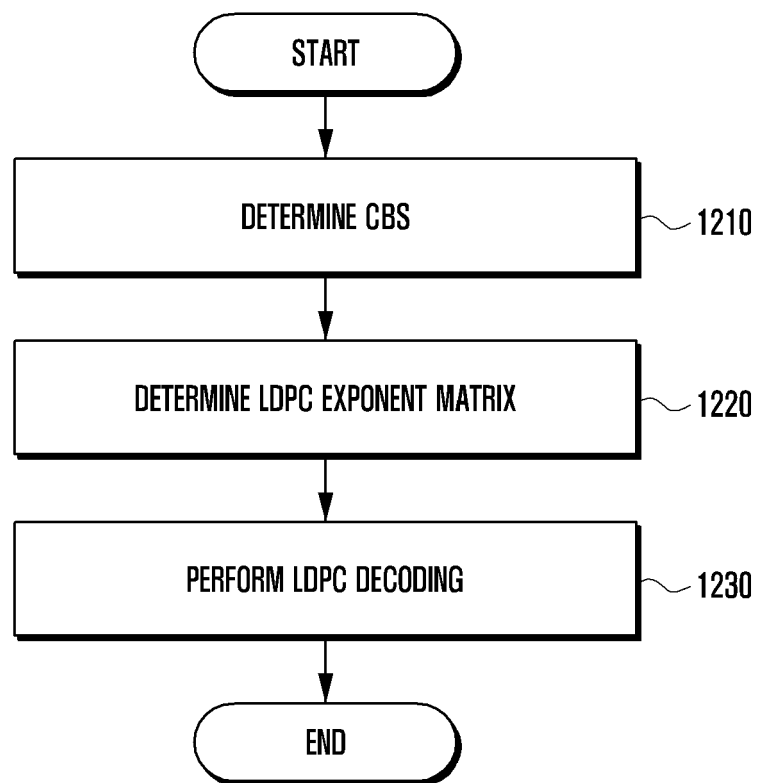 START
DETERMINE CBS
1210
DETERMINE LDPC EXPONENT MATRIX
1220
PERFORM LDPC DECODING
1230
END